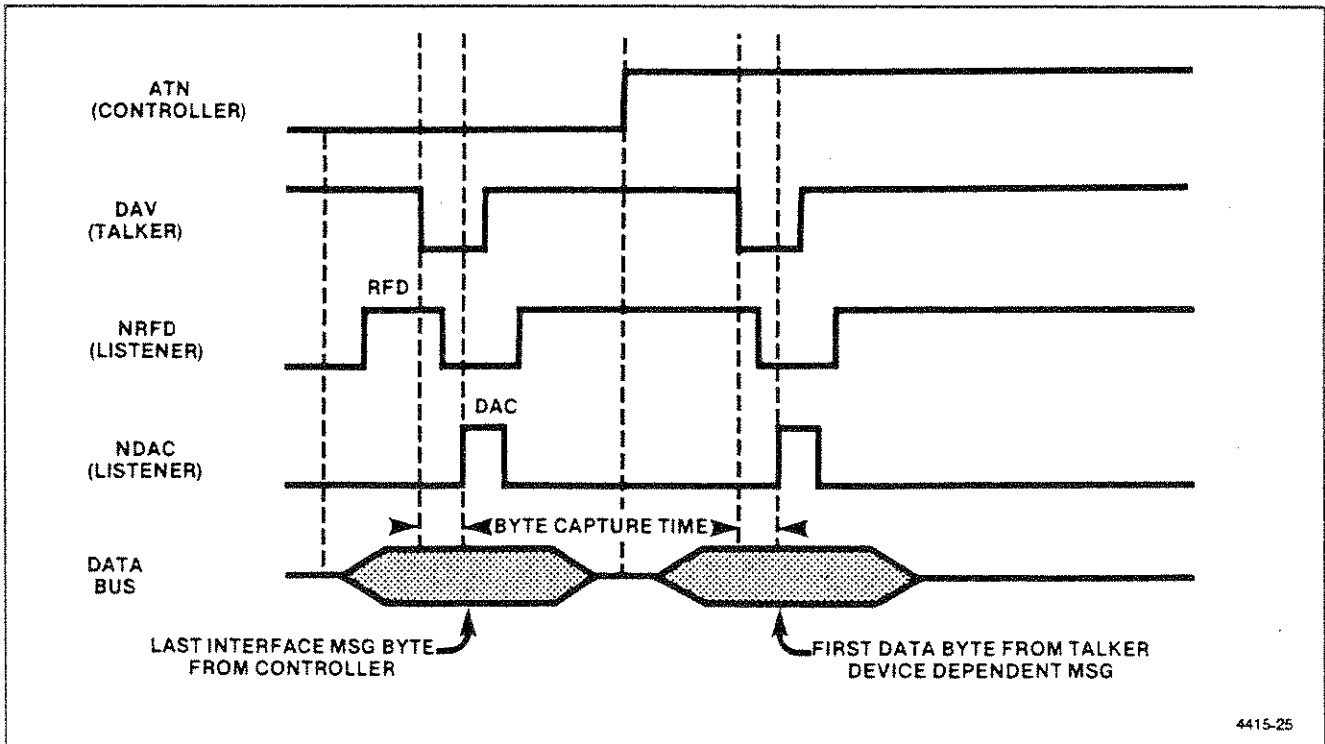 ATN
(CONTROLLER)
DAV
(TALKER)
RFD
NRFD
(LISTENER)
DAC
NDAC
(LISTENER)
BYTE CAPTURE TIME
DATA
BUS
LAST INTERFACE MSG BYTE
FROM CONTROLLER
FIRST DATA BYTE FROM TALKER
DEVICE DEPENDENT MSG
4415-25